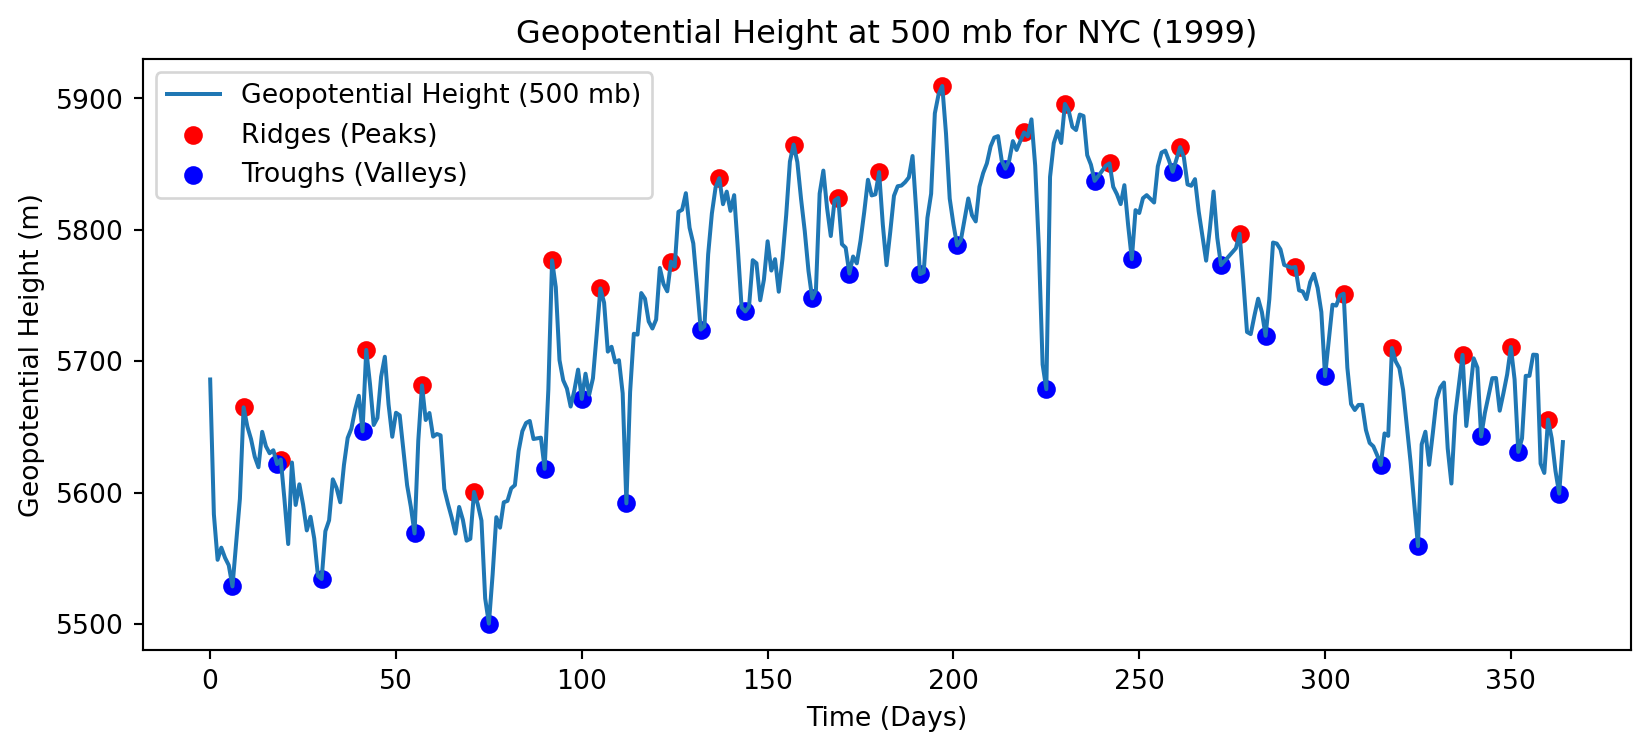 Geopotential Height at 500 mb for NYC (1999)
Geopotential Height (500 mb)
Ridges (Peaks)
Troughs (Valleys)
Geopotential Height (m)
5900
5800
5700
5600
5500
0 50 100 150 200 250 300 350
Time (Days)